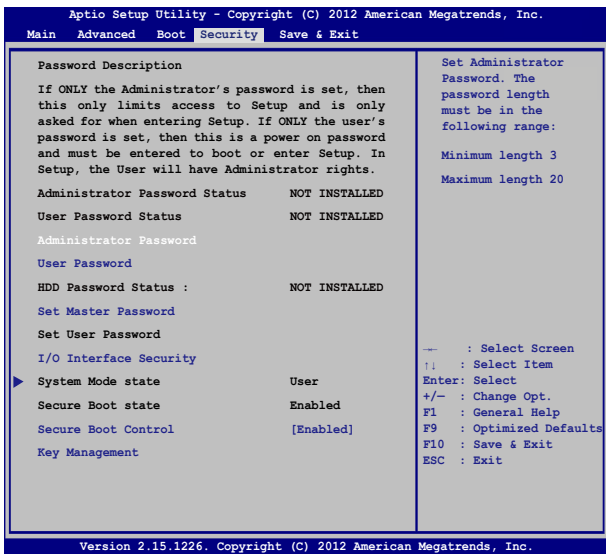 Aptio Setup Utility - Copyright (C) 2012 American Megatrends, Inc.
Main Advanced Boot Security Save & Exit
Password Description
If ONLY the Administrator's password is set, then
this only limits access to Setup and is only
asked for when entering Setup. If ONLY the user's
password is set, then this is a power on password
and must be entered to boot or enter Setup. In
Setup, the User will have Administrator rights.
Administrator Password Status NOT INSTALLED
User Password Status NOT INSTALLED
Administrator Password
User Password
HDD Password Status : NOT INSTALLED
Set Master Password
Set User Password
I/O Interface Security
System Mode state User
Secure Boot state Enabled
Secure Boot Control [Enabled]
Key Management
Set Administrator
Password. The
password length
must be in the
following range:
Minimum length 3
Maximum length 20
→← : Select Screen
↑↓ : Select Item
Enter: Select
+/— : Change Opt.
F1 : General Help
F9 : Optimized Defaults
F10 : Save & Exit
ESC : Exit
Version 2.15.1226. Copyright (C) 2012 American Megatrends, Inc.